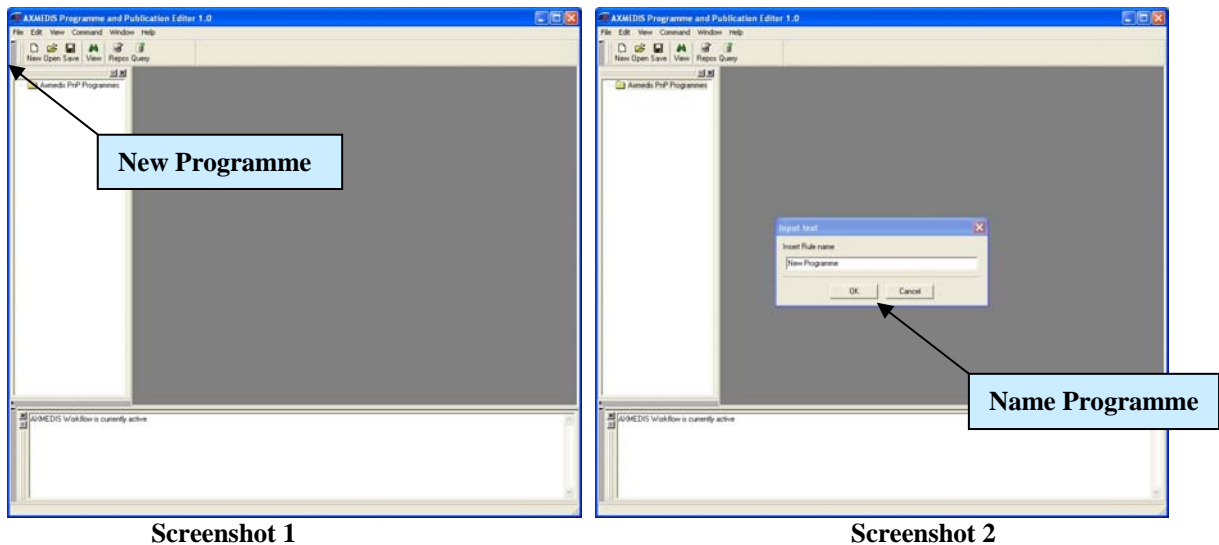 AXMEDIS Programme and Publication Editor 1.0
File Edit View Command Window Help
New Open Save View Repos Query
Axmedis PnP Programmes
New Programme
AXMEDIS Workflow is currently active
Screenshot 1
AXMEDIS Programme and Publication Editor 1.0
File Edit View Command Window Help
New Open Save View Repos Query
Axmedis PnP Programmes
Input text
Insert Rule name
New Programme
OK Cancel
Name Programme
AXMEDIS Workflow is currently active
Screenshot 2